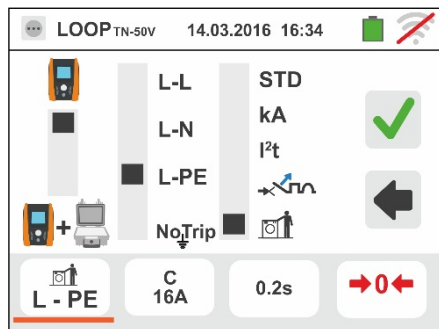 LOOP TN-50V 14.03.2016 16:34
L-L STD
L-N kA
I²t
L-PE
NoTrip
+
L - PE
C
16A
0.2s
0